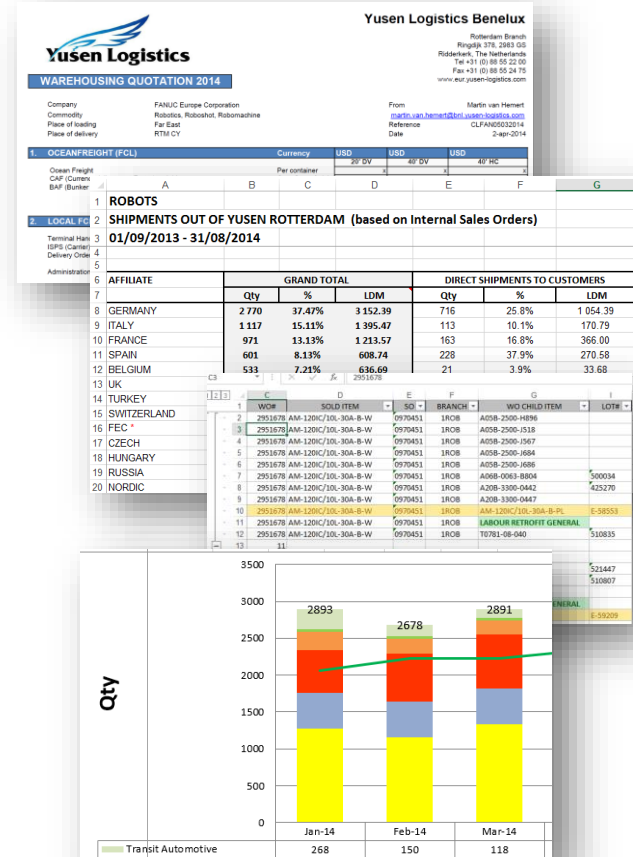 Yusen Logistics
Yusen Logistics Benelux
Rotterdam Branch
Ringdijk 378, 2983 GS
Ridderkerk, The Netherlands
Tel +31 (0) 88 55 22 00
Fax +31 (0) 88 55 24 75
www.eur.yusen-logistics.com
WAREHOUSING QUOTATION 2014
Company FANUC Europe Corporation From Martin van Hemert
Commodity Robotics, Roboshot, Robomachine martin.van.hemert@bnl.yusen-logistics.com
Place of loading Far East Reference CLFAN05032014
Place of delivery RTM CY Date 2-apr-2014
1. OCEANFREIGHT (FCL) Currency USD USD USD
20' DV 40' DV 40' HC
Ocean Freight Per container x x x
CAF (Curren
BAF (Bunker
2. LOCAL FC
Terminal Han
ISPS (Carrier)
Delivery Orde
Administration
A B C D E F G
1 ROBOTS
2 SHIPMENTS OUT OF YUSEN ROTTERDAM (based on Internal Sales Orders)
3 01/09/2013 - 31/08/2014
4
5
6 AFFILIATE GRAND TOTAL DIRECT SHIPMENTS TO CUSTOMERS
7 Qty % LDM Qty % LDM
8 GERMANY 2 770 37.47% 3 152.39 716 25.8% 1 054.39
9 ITALY 1 117 15.11% 1 395.47 113 10.1% 170.79
10 FRANCE 971 13.13% 1 213.57 163 16.8% 366.00
11 SPAIN 601 8.13% 608.74 228 37.9% 270.58
12 BELGIUM 533 7.21% 636.69 21 3.9% 33.68
13 UK
14 TURKEY
15 SWITZERLAND
16 FEC *
17 CZECH
18 HUNGARY
19 RUSSIA
20 NORDIC
C3 fx 2951678
1 2 3 C D E F G I
1 WO# SOLD ITEM SO BRANCH WO CHILD ITEM LOT#
2 2951678 AM-120IC/10L-30A-B-W 0970451 1ROB A05B-2500-H896
3 2951678 AM-120IC/10L-30A-B-W 0970451 1ROB A05B-2500-J518
4 2951678 AM-120IC/10L-30A-B-W 0970451 1ROB A05B-2500-J567
5 2951678 AM-120IC/10L-30A-B-W 0970451 1ROB A05B-2500-J684
6 2951678 AM-120IC/10L-30A-B-W 0970451 1ROB A05B-2500-J686
7 2951678 AM-120IC/10L-30A-B-W 0970451 1ROB A06B-0063-B804 500034
8 2951678 AM-120IC/10L-30A-B-W 0970451 1ROB A20B-3300-0442 425270
9 2951678 AM-120IC/10L-30A-B-W 0970451 1ROB A20B-3300-0447
10 2951678 AM-120IC/10L-30A-B-W 0970451 1ROB AM-120IC/10L-30A-B-PL E-58553
11 2951678 AM-120IC/10L-30A-B-W 0970451 1ROB LABOUR RETROFIT GENERAL
12 2951678 AM-120IC/10L-30A-B-W 0970451 1ROB T0781-08-040 510835
13 11
521447
510807
ENERAL
E-59209
3500
3000
2500
2000
1500
1000
500
0
Qty
2893 2678 2891
Jan-14 Feb-14 Mar-14
Transit Automotive 268 150 118